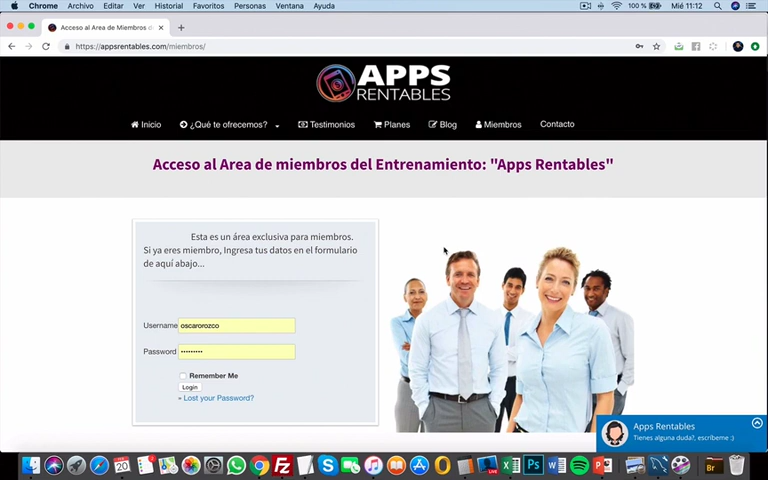 Chrome Archivo Editar Ver Historial Favoritos Personas Ventana Ayuda
100 % Mié 11:12
Acceso al Area de Miembros d
https://appsrentables.com/miembros/
APPS
RENTABLES
Inicio ¿Qué te ofrecemos? Testimonios Planes Blog Miembros Contacto
Acceso al Area de miembros del Entrenamiento: "Apps Rentables"
Esta es un área exclusiva para miembros.
Si ya eres miembro, Ingresa tus datos en el formulario
de aquí abajo...
Username oscarorozco
Password •••••••••
Remember Me
Login
» Lost your Password?
Apps Rentables
Tienes alguna duda?, escríbeme :)
20
Fz
S
X
Ps
W
P
Br